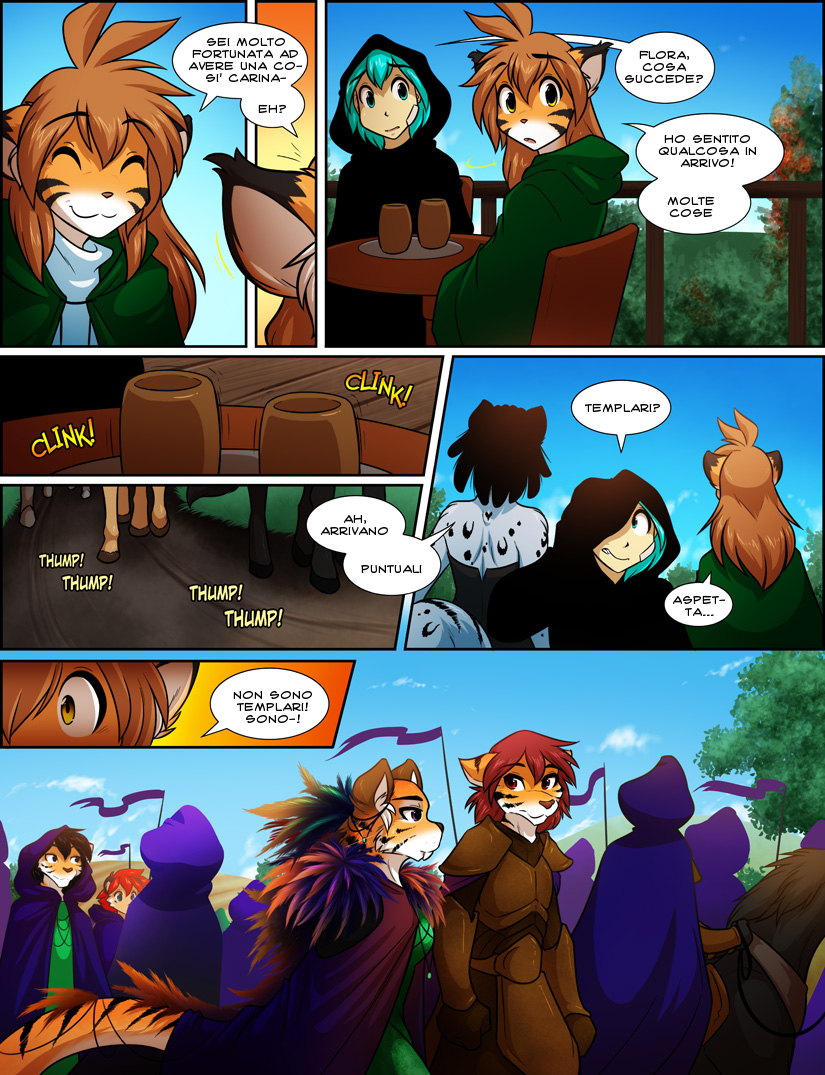 SEI MOLTO
FORTUNATA AD
AVERE UNA CO-
SI' CARINA-
EH?
FLORA,
COSA
SUCCEDE?
HO SENTITO
QUALCOSA IN
ARRIVO!
MOLTE
COSE
CLINK!
CLINK!
THUMP!
THUMP!
THUMP!
THUMP!
AH,
ARRIVANO
PUNTUALI
TEMPLARI?
ASPET-
TA...
NON SONO
TEMPLARI!
SONO-!